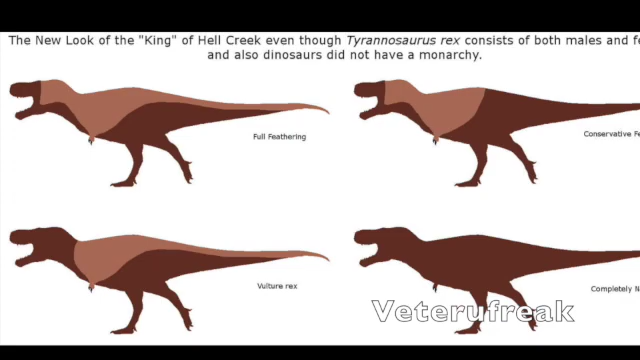 The New Look of the "King" of Hell Creek even though Tyrannosaurus rex consists of both males and fe
and also dinosaurs did not have a monarchy.
Full Feathering
Conservative Fe
Vulture rex
Completely N
Veterufreak